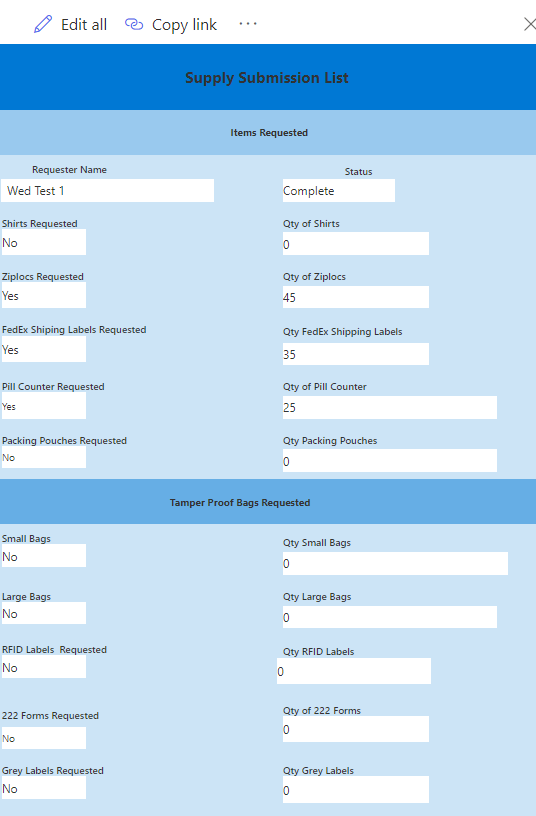 Edit all Copy link ...
Supply Submission List
Items Requested
Requester Name Status
Wed Test 1 Complete
Shirts Requested Qty of Shirts
No 0
Ziplocs Requested Qty of Ziplocs
Yes 45
FedEx Shiping Labels Requested Qty FedEx Shipping Labels
Yes 35
Pill Counter Requested Qty of Pill Counter
Yes 25
Packing Pouches Requested Qty Packing Pouches
No 0
Tamper Proof Bags Requested
Small Bags Qty Small Bags
No 0
Large Bags Qty Large Bags
No 0
RFID Labels Requested Qty RFID Labels
No 0
222 Forms Requested Qty of 222 Forms
No 0
Grey Labels Requested Qty Grey Labels
No 0